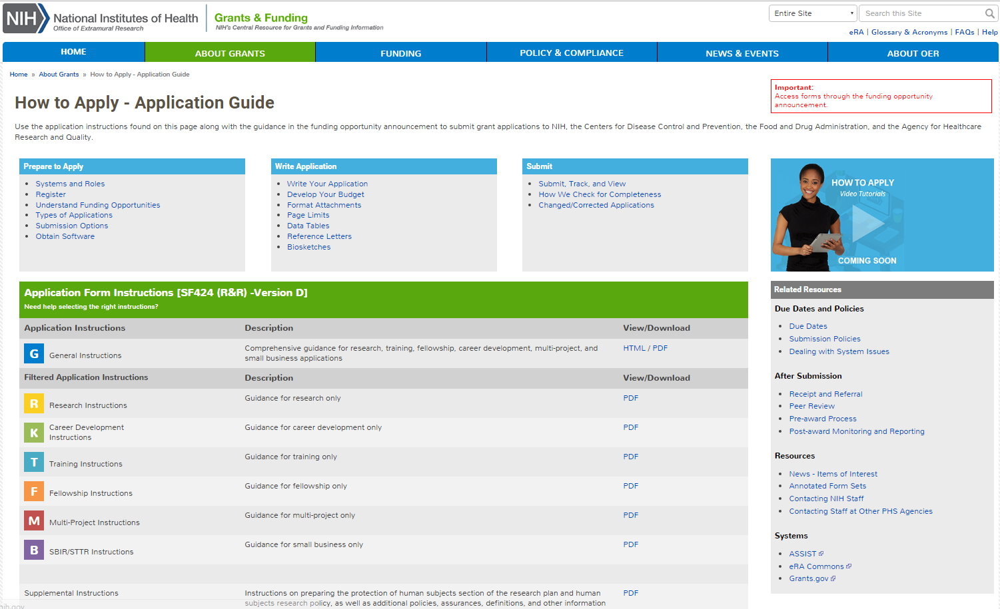 NIH National Institutes of Health
Office of Extramural Research
Grants & Funding
NIH's Central Resource for Grants and Funding Information
Entire Site
Search this Site
eRA | Glossary & Acronyms | FAQs | Help
HOME
ABOUT GRANTS
FUNDING
POLICY & COMPLIANCE
NEWS & EVENTS
ABOUT OER
Home » About Grants » How to Apply - Application Guide
How to Apply - Application Guide
Important:
Access forms through the funding opportunity
announcement.
Use the application instructions found on this page along with the guidance in the funding opportunity announcement to submit grant applications to NIH, the Centers for Disease Control and Prevention, the Food and Drug Administration, and the Agency for Healthcare
Research and Quality.
Prepare to Apply
Systems and Roles
Register
Understand Funding Opportunities
Types of Applications
Submission Options
Obtain Software
Write Application
Write Your Application
Develop Your Budget
Format Attachments
Page Limits
Data Tables
Reference Letters
Biosketches
Submit
Submit, Track, and View
How We Check for Completeness
Changed/Corrected Applications
HOW TO APPLY
Video Tutorials
COMING SOON
Application Form Instructions [SF424 (R&R) -Version D]
Need help selecting the right instructions?
Application Instructions Description View/Download
G General Instructions
Comprehensive guidance for research, training, fellowship, career development, multi-project, and
small business applications
HTML / PDF
Filtered Application Instructions Description View/Download
R Research Instructions Guidance for research only PDF
K Career Development
Instructions
Guidance for career development only PDF
T Training Instructions Guidance for training only PDF
F Fellowship Instructions Guidance for fellowship only PDF
M Multi-Project Instructions Guidance for multi-project only PDF
B SBIR/STTR Instructions Guidance for small business only PDF
Supplemental Instructions
Instructions on preparing the protection of human subjects section of the research plan and human
subjects research policy, as well as additional policies, assurances, definitions, and other information
PDF
Related Resources
Due Dates and Policies
Due Dates
Submission Policies
Dealing with System Issues
After Submission
Receipt and Referral
Peer Review
Pre-award Process
Post-award Monitoring and Reporting
Resources
News - Items of Interest
Annotated Form Sets
Contacting NIH Staff
Contacting Staff at Other PHS Agencies
Systems
ASSIST
eRA Commons
Grants.gov
nih.gov